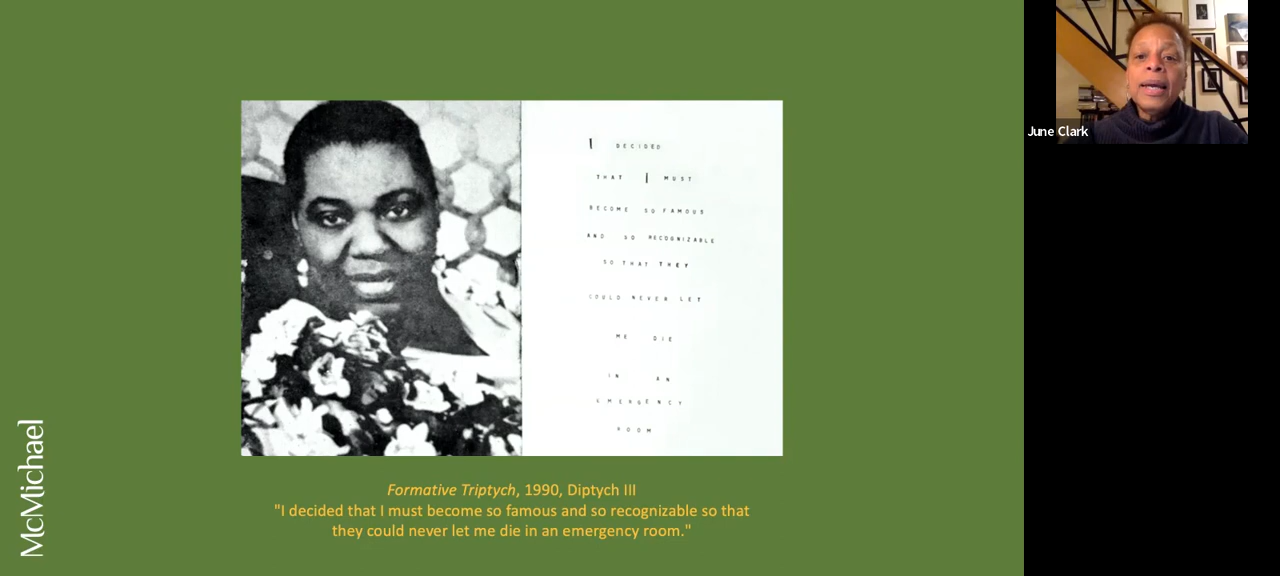 I DECIDED
THAT I MUST
BECOME SO FAMOUS
AND SO RECOGNIZABLE
SO THAT THEY
COULD NEVER LET
ME DIE
IN AN
EMERGENCY
ROOM
Formative Triptych, 1990, Diptych III
"I decided that I must become so famous and so recognizable so that
they could never let me die in an emergency room."
McMichael
June Clark